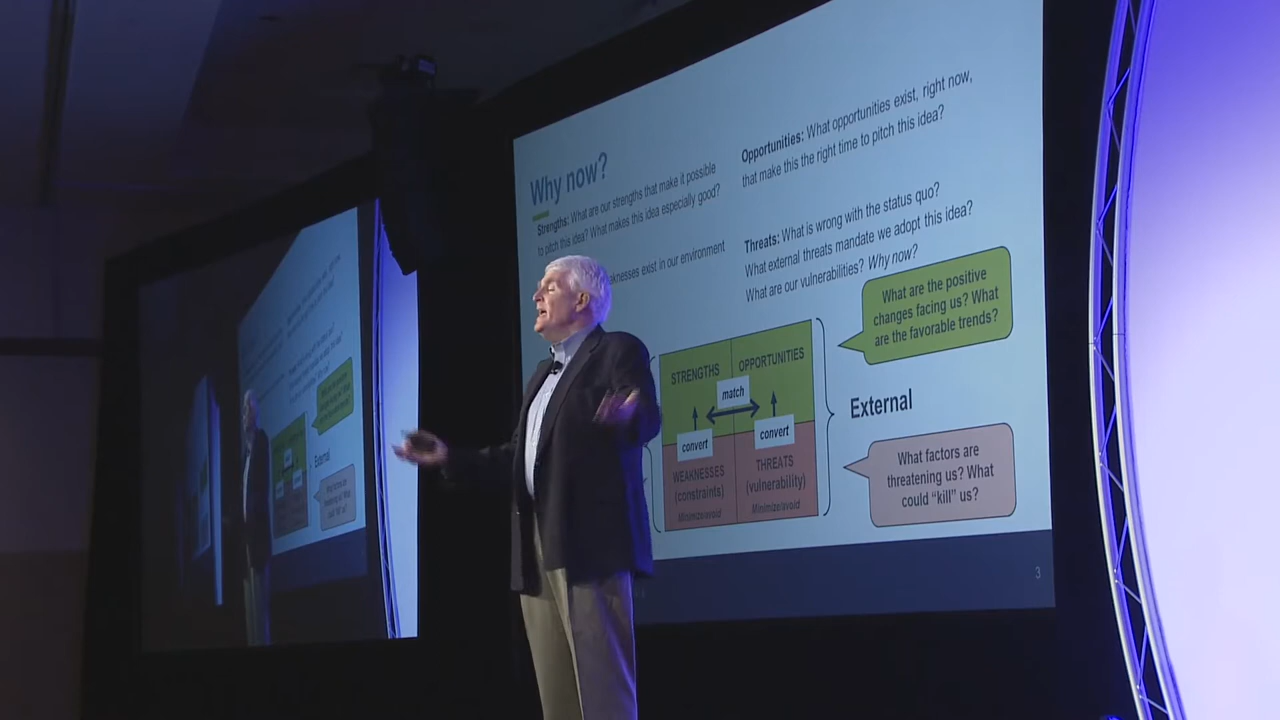 Why now?
Strengths: What are our strengths that make it possible
to pitch this idea? What makes this idea especially good?
exist in our environment
Opportunities: What opportunities exist, right now,
that make this the right time to pitch this idea?
Threats: What is wrong with the status quo?
What external threats mandate we adopt this idea?
What are our vulnerabilities? Why now?
What are the positive
changes facing us? What
are the favorable trends?
STRENGTHS
OPPORTUNITIES
match
convert
convert
WEAKNESSES
(constraints)
Minimize/avoid
THREATS
(vulnerability)
Minimize/avoid
External
What factors are
threatening us? What
could "kill" us?
3
External